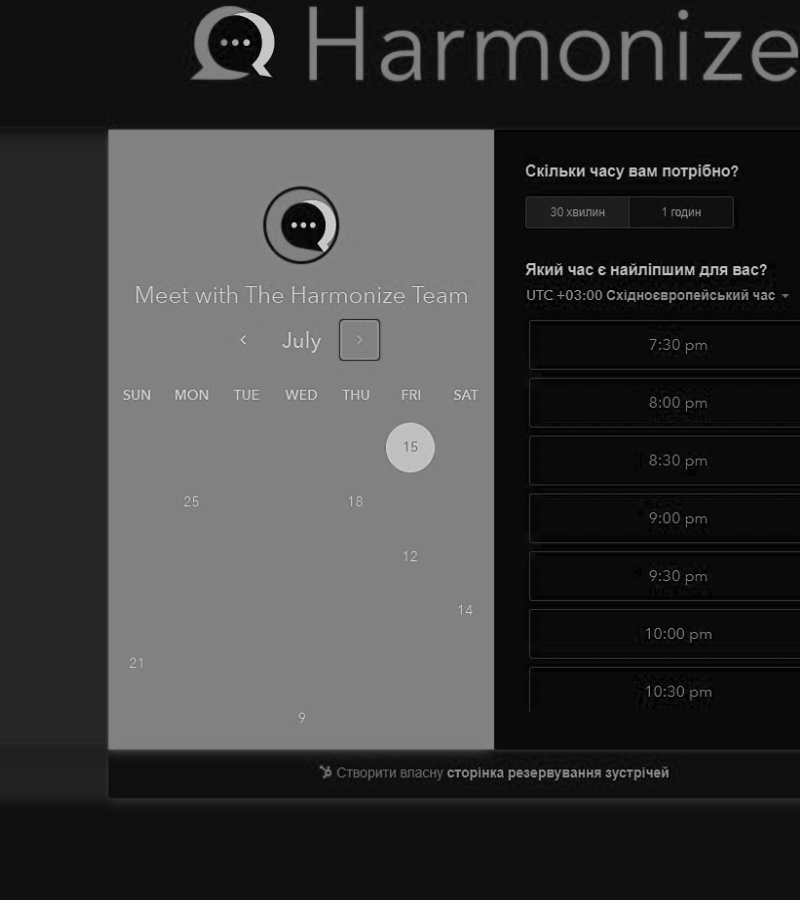 Harmonize
Meet with The Harmonize Team
July
SUN MON TUE WED THU FRI SAT
15
25 18
12
14
21
9
Скільки часу вам потрібно?
30 хвилин 1 годин
Який час є найліпшим для вас?
UTC +03:00 Східноєвропейський час
7:30 pm
8:00 pm
8:30 pm
9:00 pm
9:30 pm
10:00 pm
10:30 pm
Створити власну сторінка резервування зустрічей